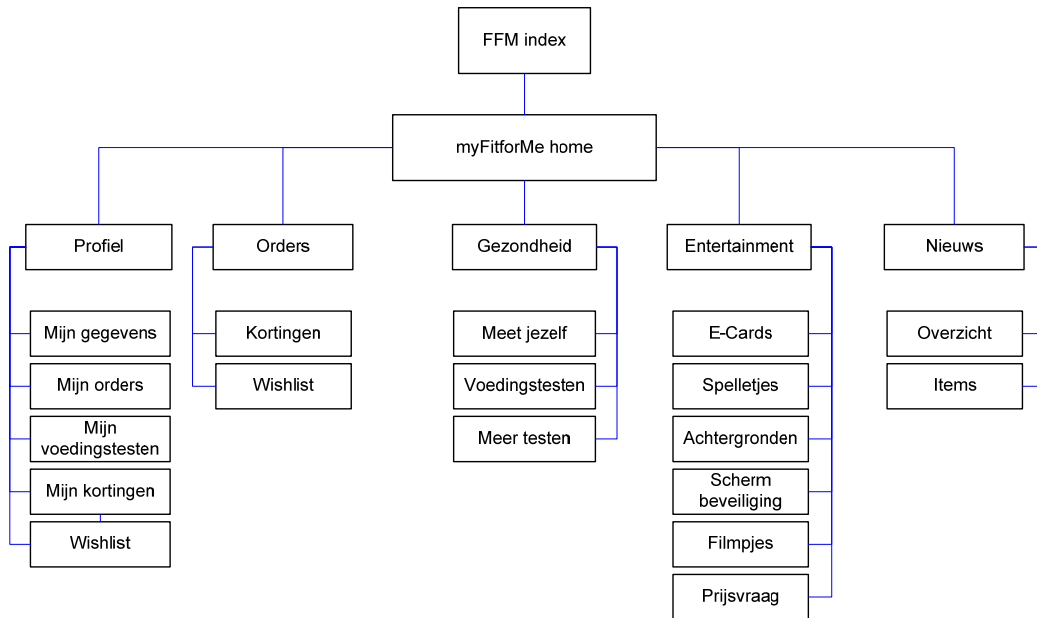 FFM index
myFitforMe home
Profiel
Orders
Gezondheid
Entertainment
Nieuws
Mijn gegevens
Mijn orders
Mijn
voedingstesten
Mijn kortingen
Wishlist
Kortingen
Wishlist
Meet jezelf
Voedingstesten
Meer testen
E-Cards
Spelletjes
Achtergronden
Scherm
beveiliging
Filmpjes
Prijsvraag
Overzicht
Items